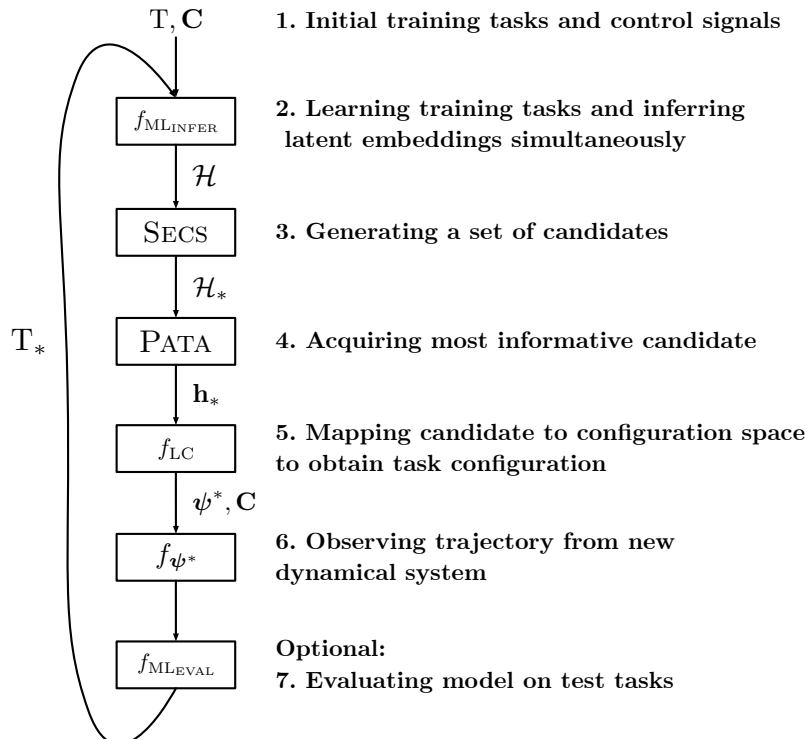 T, C 1. Initial training tasks and control signals
f_ML_INFER 2. Learning training tasks and inferring
latent embeddings simultaneously
ℋ
SECS 3. Generating a set of candidates
ℋ_*
T_* PATA 4. Acquiring most informative candidate
h_*
f_LC 5. Mapping candidate to configuration space
to obtain task configuration
ψ*, C
f_ψ* 6. Observing trajectory from new
dynamical system
Optional:
f_ML_EVAL 7. Evaluating model on test tasks